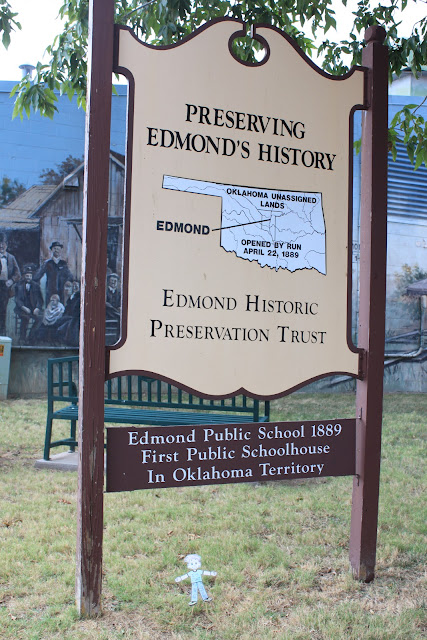 PRESERVING
EDMOND'S HISTORY
OKLAHOMA UNASSIGNED
LANDS
EDMOND
OPENED BY RUN
APRIL 22, 1889
EDMOND HISTORIC
PRESERVATION TRUST
Edmond Public School 1889
First Public Schoolhouse
In Oklahoma Territory